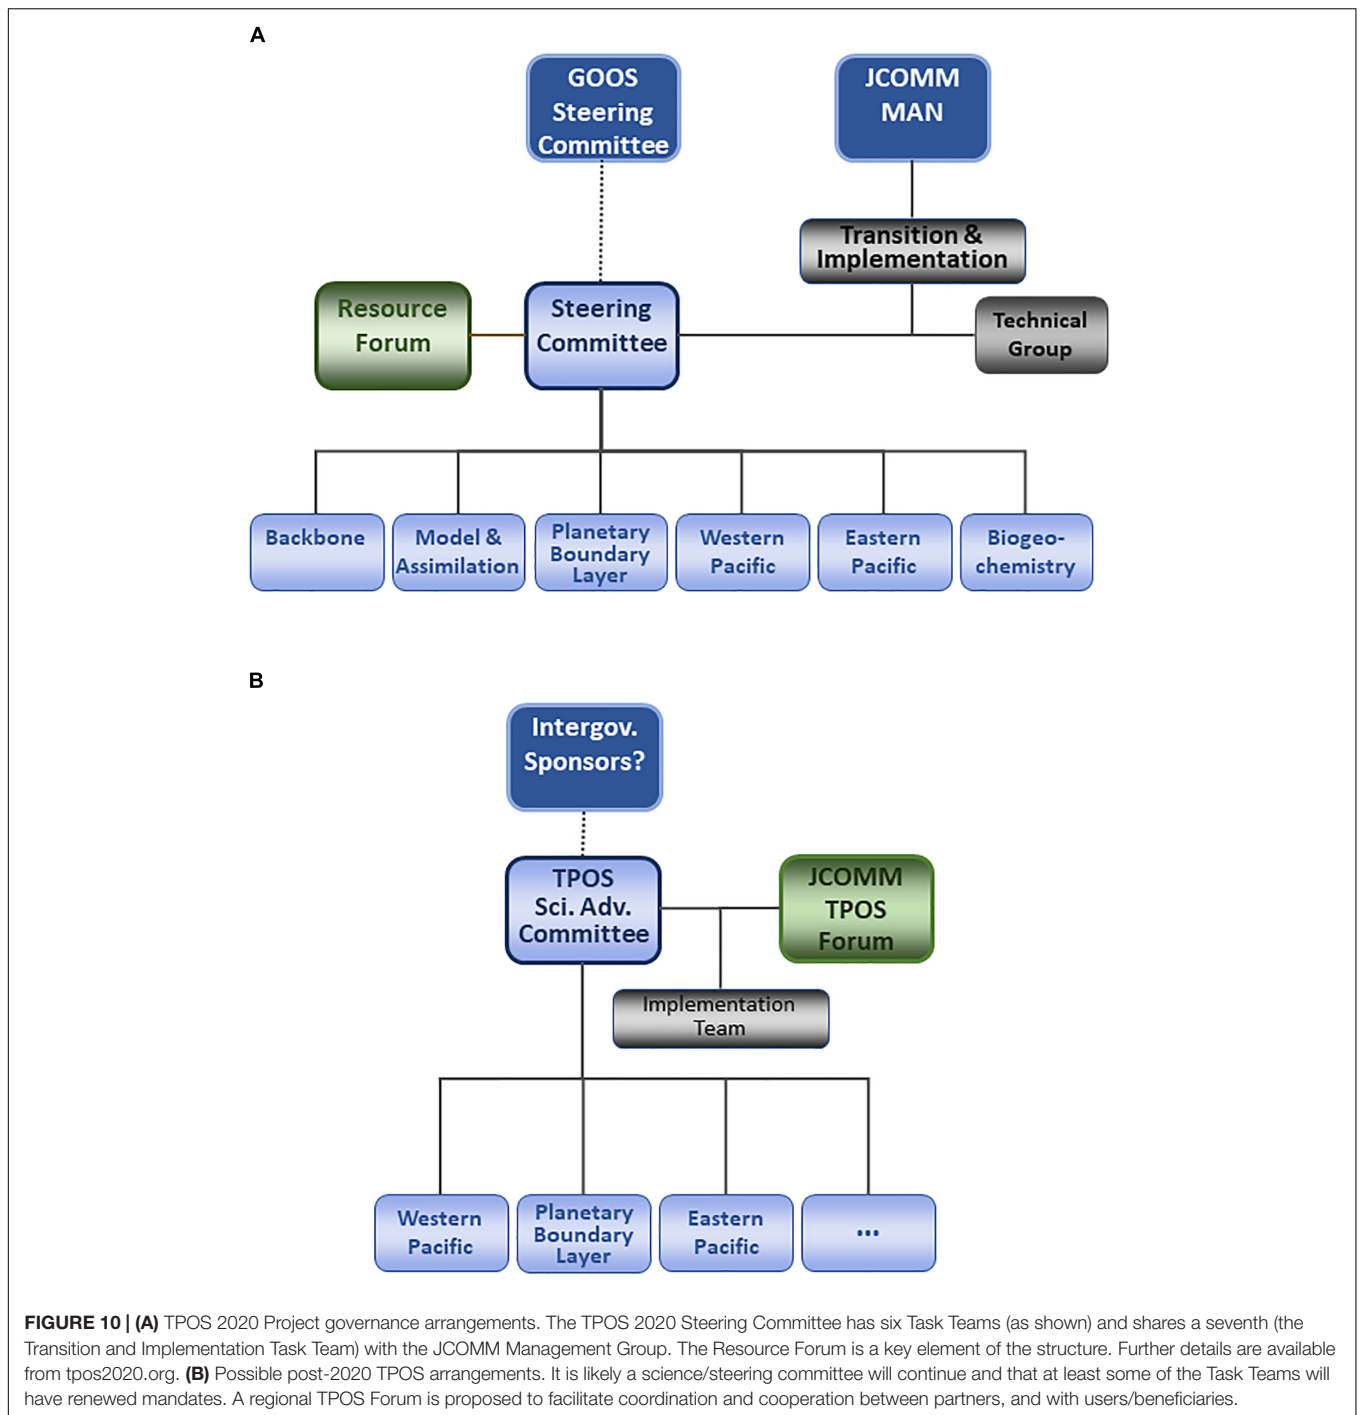 A
GOOS
Steering
Committee
JCOMM
MAN
Transition &
Implementation
Resource
Forum
Steering
Committee
Technical
Group
Backbone
Model &
Assimilation
Planetary
Boundary
Layer
Western
Pacific
Eastern
Pacific
Biogeo-
chemistry
B
Intergov.
Sponsors?
TPOS
Sci. Adv.
Committee
JCOMM
TPOS
Forum
Implementation
Team
Western
Pacific
Planetary
Boundary
Layer
Eastern
Pacific
...
FIGURE 10 | (A) TPOS 2020 Project governance arrangements. The TPOS 2020 Steering Committee has six Task Teams (as shown) and shares a seventh (the
Transition and Implementation Task Team) with the JCOMM Management Group. The Resource Forum is a key element of the structure. Further details are available
from tpos2020.org. (B) Possible post-2020 TPOS arrangements. It is likely a science/steering committee will continue and that at least some of the Task Teams will
have renewed mandates. A regional TPOS Forum is proposed to facilitate coordination and cooperation between partners, and with users/beneficiaries.